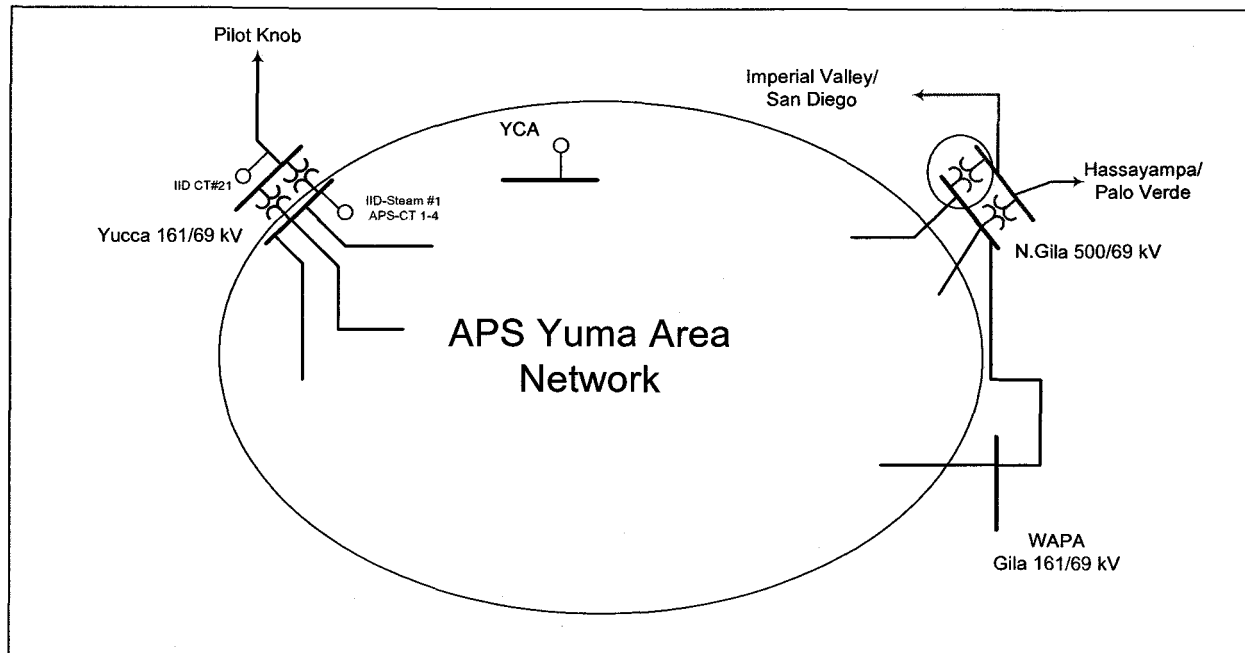 Pilot Knob
Imperial Valley/
San Diego
YCA
Hassayampa/
Palo Verde
IID CT#21
IID-Steam #1
APS-CT 1-4
Yucca 161/69 kV
N.Gila 500/69 kV
APS Yuma Area
Network
WAPA
Gila 161/69 kV